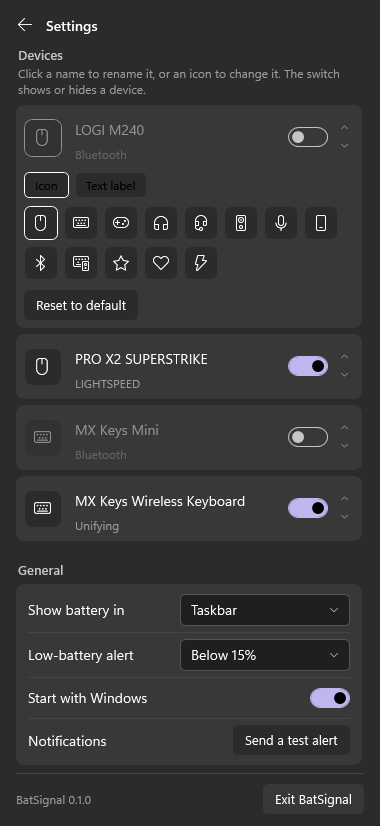 Settings
Devices
Click a name to rename it, or an icon to change it. The switch
shows or hides a device.
LOGI M240
Bluetooth
Icon
Text label
Reset to default
PRO X2 SUPERSTRIKE
LIGHTSPEED
MX Keys Mini
Bluetooth
MX Keys Wireless Keyboard
Unifying
General
Show battery in
Taskbar
Low-battery alert
Below 15%
Start with Windows
Notifications
Send a test alert
BatSignal 0.1.0
Exit BatSignal